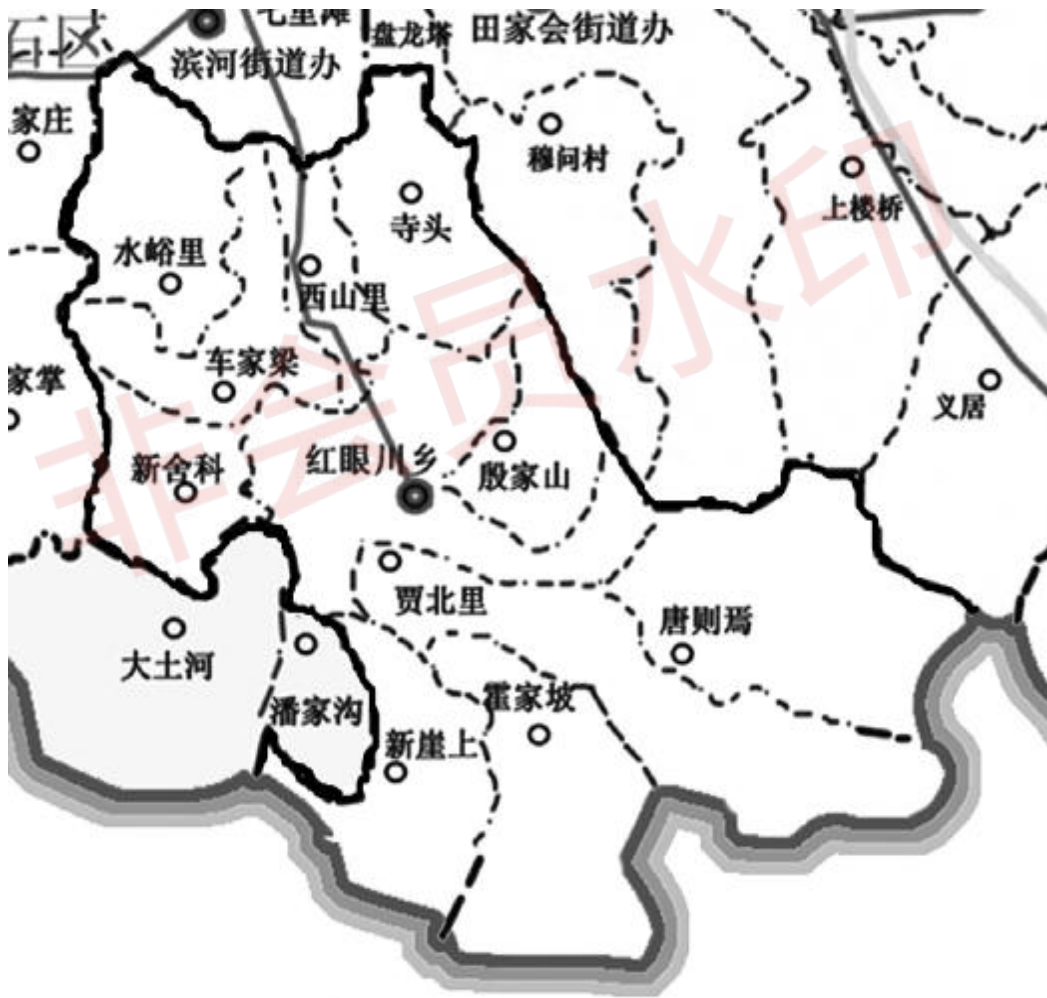 田家会街道办
盘龙塔
石区
滨河街道办
家庄
穆问村
上楼桥
寺头
水峪里
西山里
车家梁
家掌
义居
红眼川乡
新舍科
殷家山
贾北里
唐则焉
大土河
霍家坡
潘家沟
新崖上
非会员水印